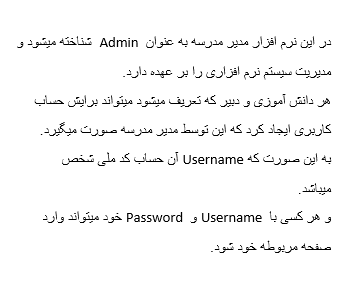 در این نرم افزار مدیر مدرسه به عنوان Admin شناخته میشود و
مدیریت سیستم نرم افزاری را بر عهده دارد.
هر دانش آموزی و دبیر که تعریف میشود میتواند برایش حساب
کاربری ایجاد کرد که این توسط مدیر مدرسه صورت میگیرد.
به این صورت که Username آن حساب کد ملی شخص
میباشد.
و هر کسی با Username و Password خود میتواند وارد
صفحه مربوطه خود شود.